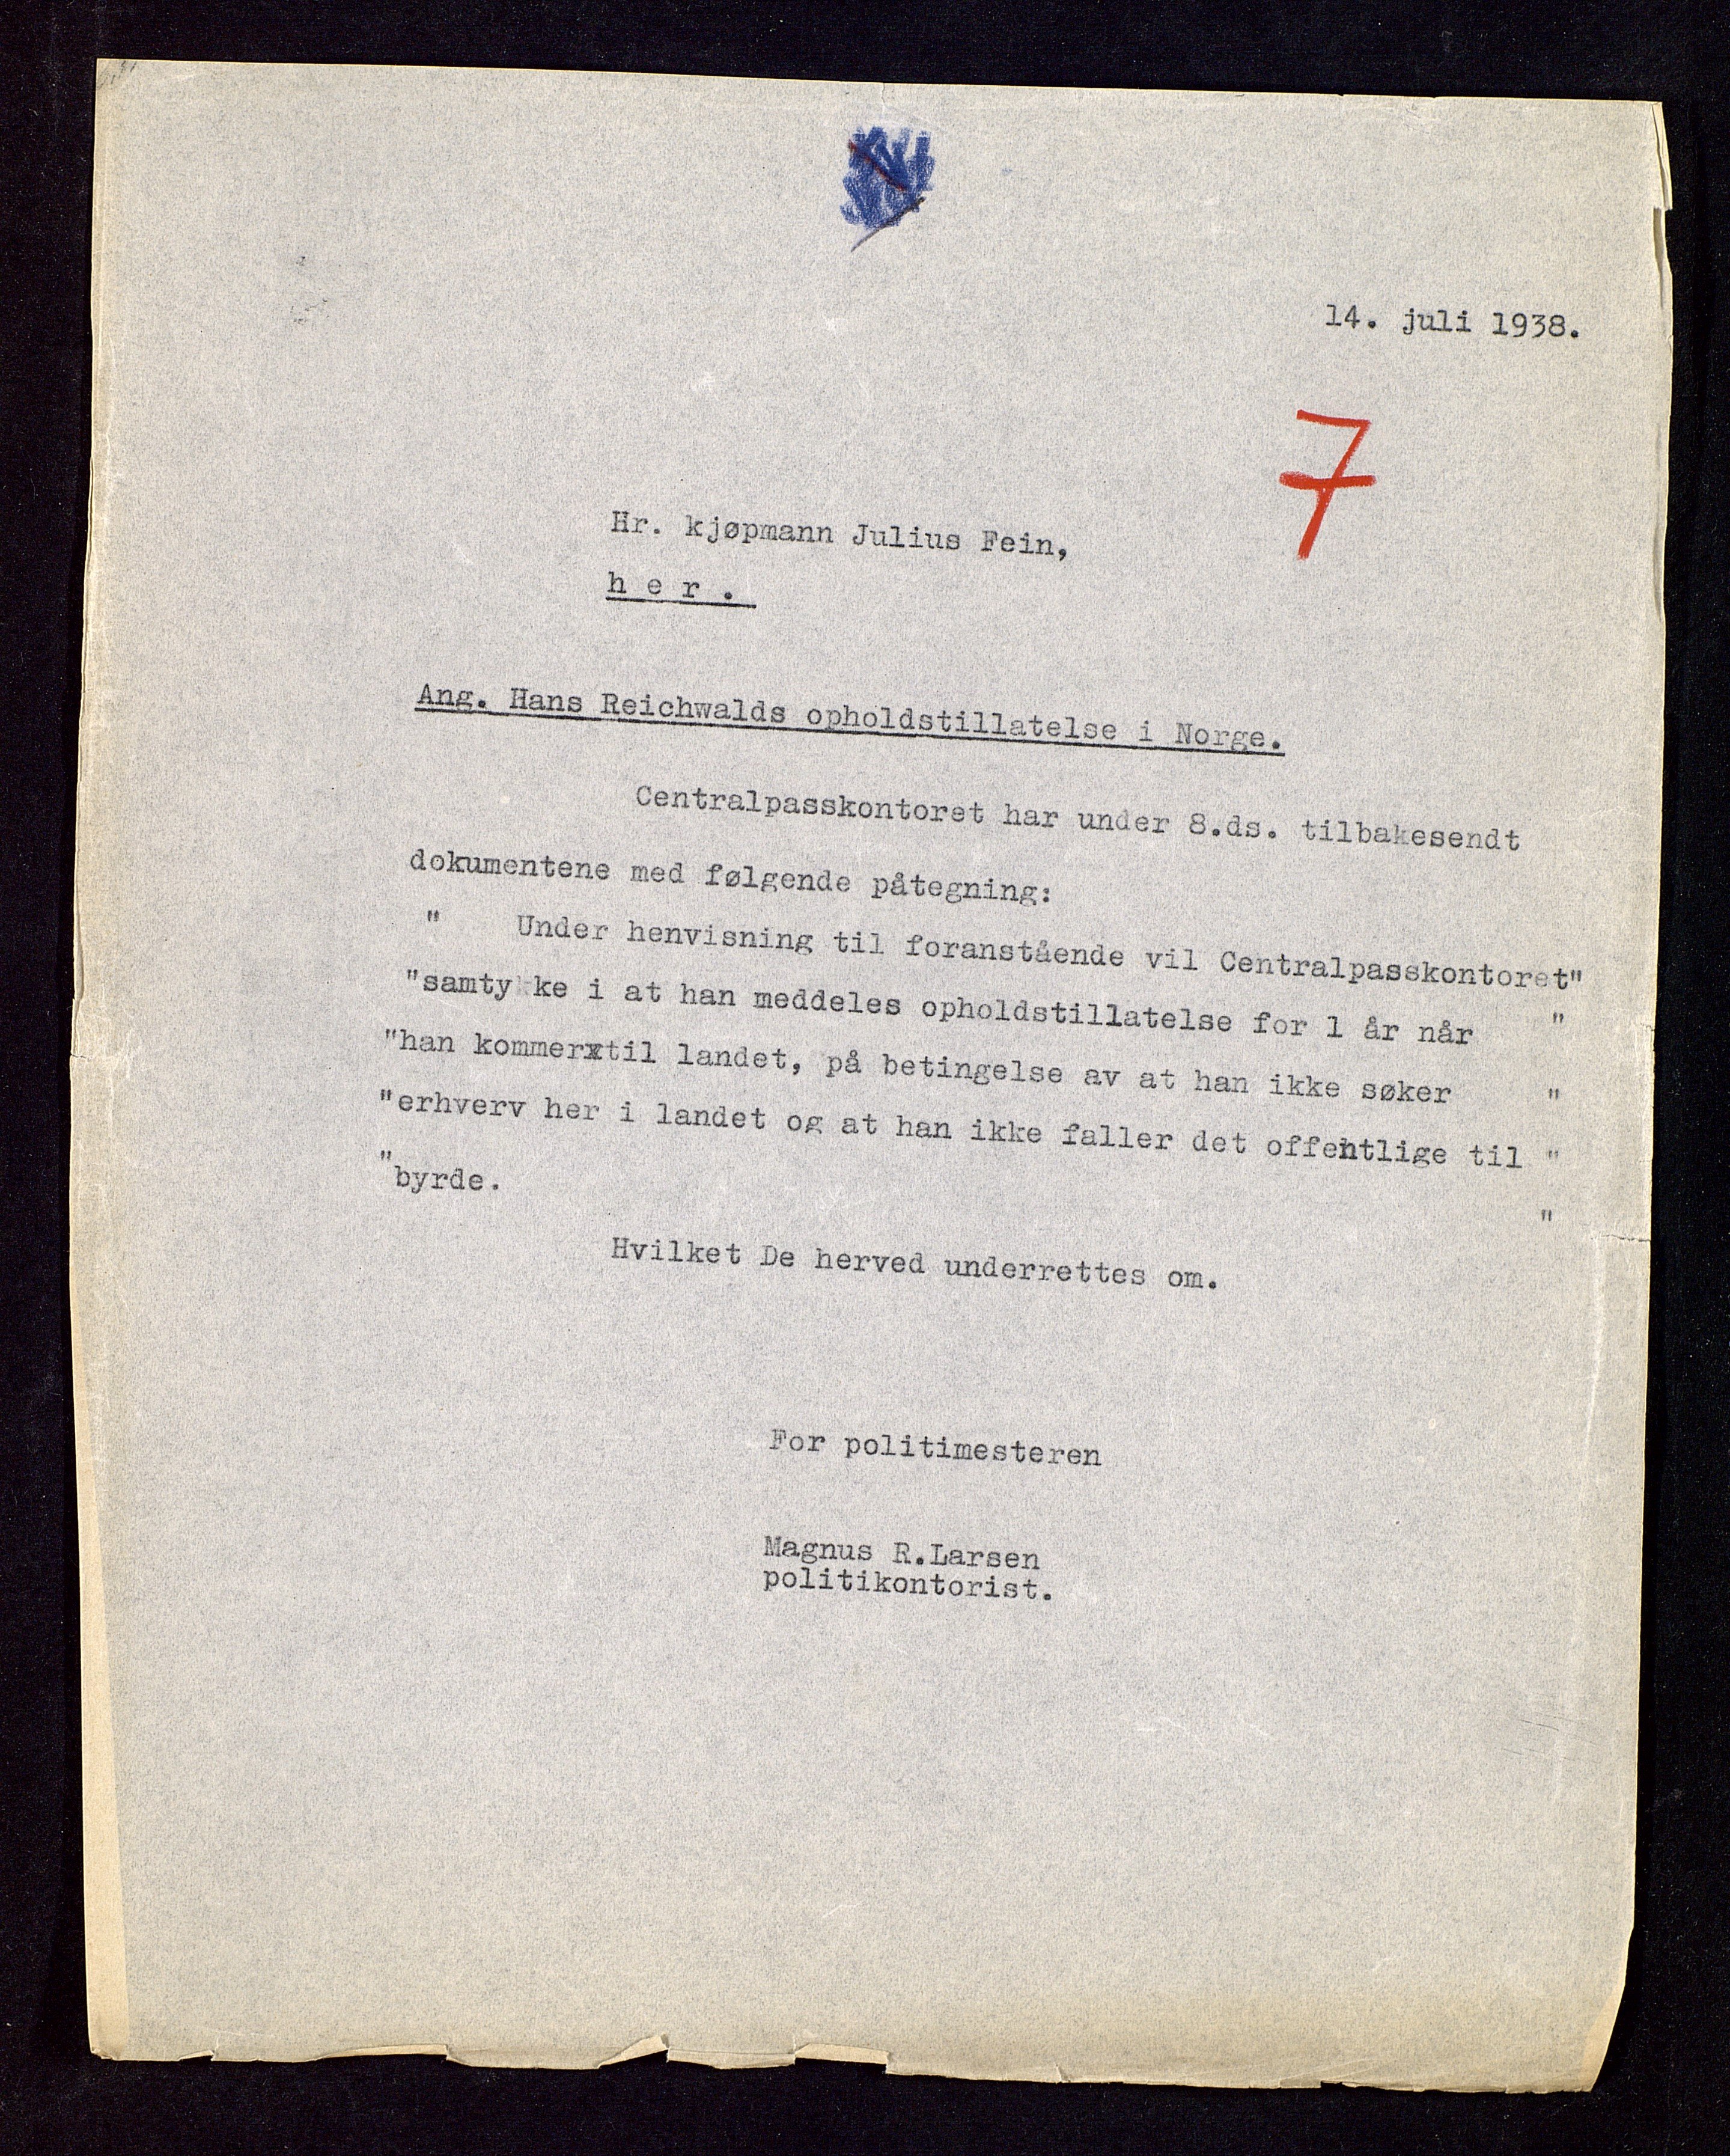 14. juli 1938.
7
Hr. kjøpmann Julius Fein,
h e r .
Ang. Hans Reichwalds opholdstillatelse i Norge.
Centralpasskontoret har under 8.ds. tilbakesendt
dokumentene med følgende påtegning:
" Under henvisning til foranstående vil Centralpasskontoret"
"samtykke i at han meddeles opholdstillatelse for 1 år når "
"han kommerxtil landet, på betingelse av at han ikke søker "
"erhverv her i landet og at han ikke faller det offentlige til "
"byrde. "
Hvilket De herved underrettes om.
For politimesteren
Magnus R.Larsen
politikontorist.